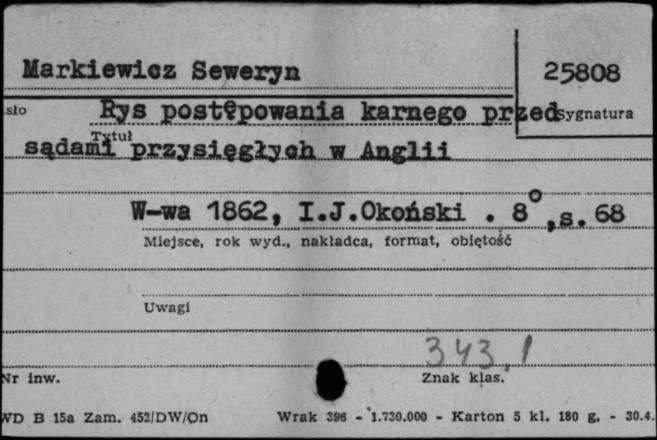 Markiewicz Seweryn
25808
sło
Rys postępowania karnego przed
Sygnatura
Tytuł
sądami przysięgłych w Anglii
W-wa 1862, I.J.Okoński . 8°, s. 68
Miejsce, rok wyd., nakładca, format, obiętość
Uwagi
343.1
Nr inw.
Znak klas.
WD B 15a Zam. 452/DW/On Wrak 396 - 1.730.000 - Karton 5 kl. 180 g. - 30.4.